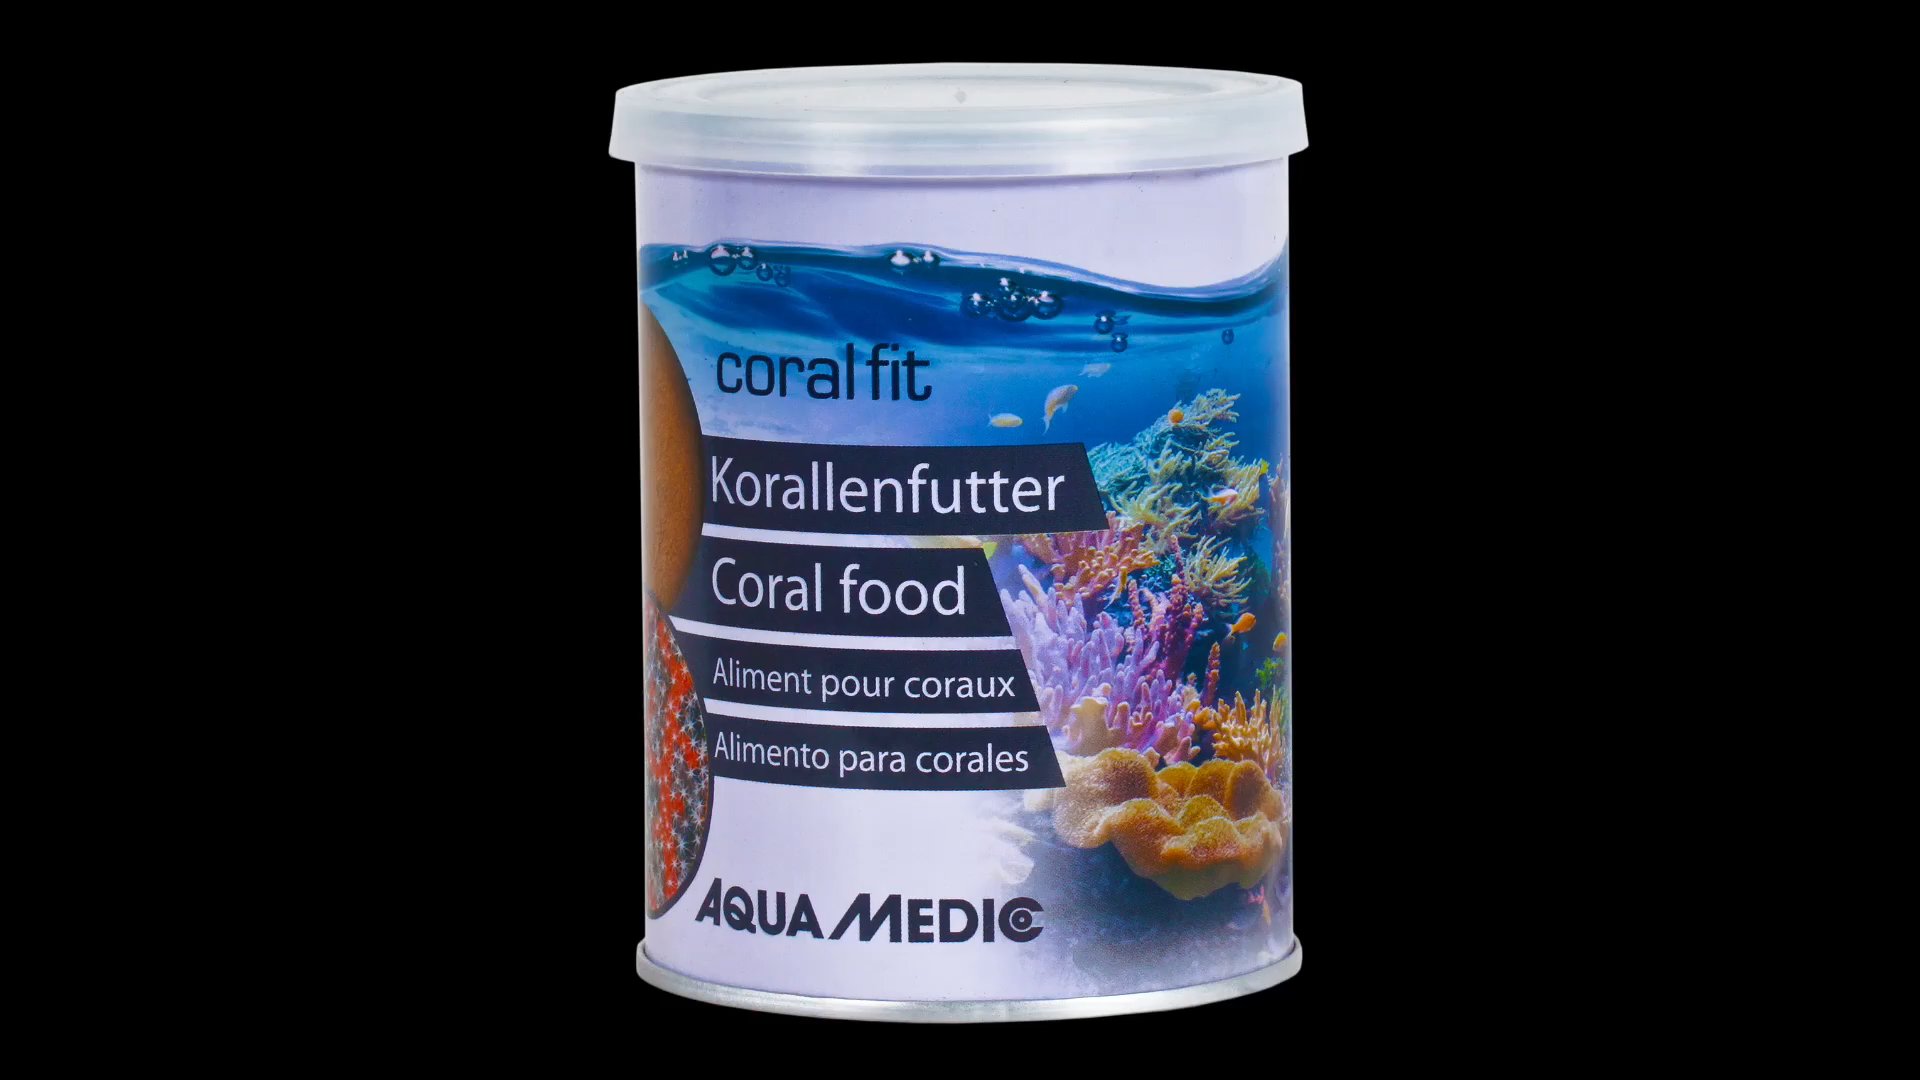 coral fit
Korallenfutter
Coral food
Aliment pour coraux
Alimento para corales
AQUA MEDIC